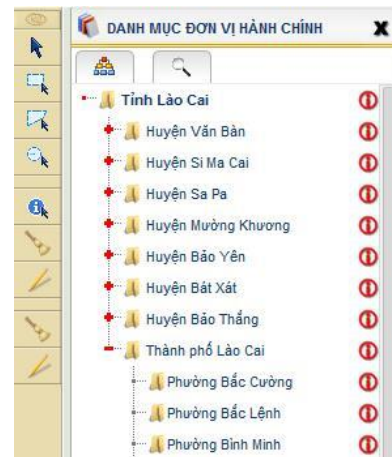 DANH MỤC ĐƠN VỊ HÀNH CHÍNH
Tỉnh Lào Cai
Huyện Văn Bàn
Huyện Si Ma Cai
Huyện Sa Pa
Huyện Mường Khương
Huyện Bảo Yên
Huyện Bát Xát
Huyện Bảo Thắng
Thành phố Lào Cai
Phường Bắc Cường
Phường Bắc Lệnh
Phường Bình Minh